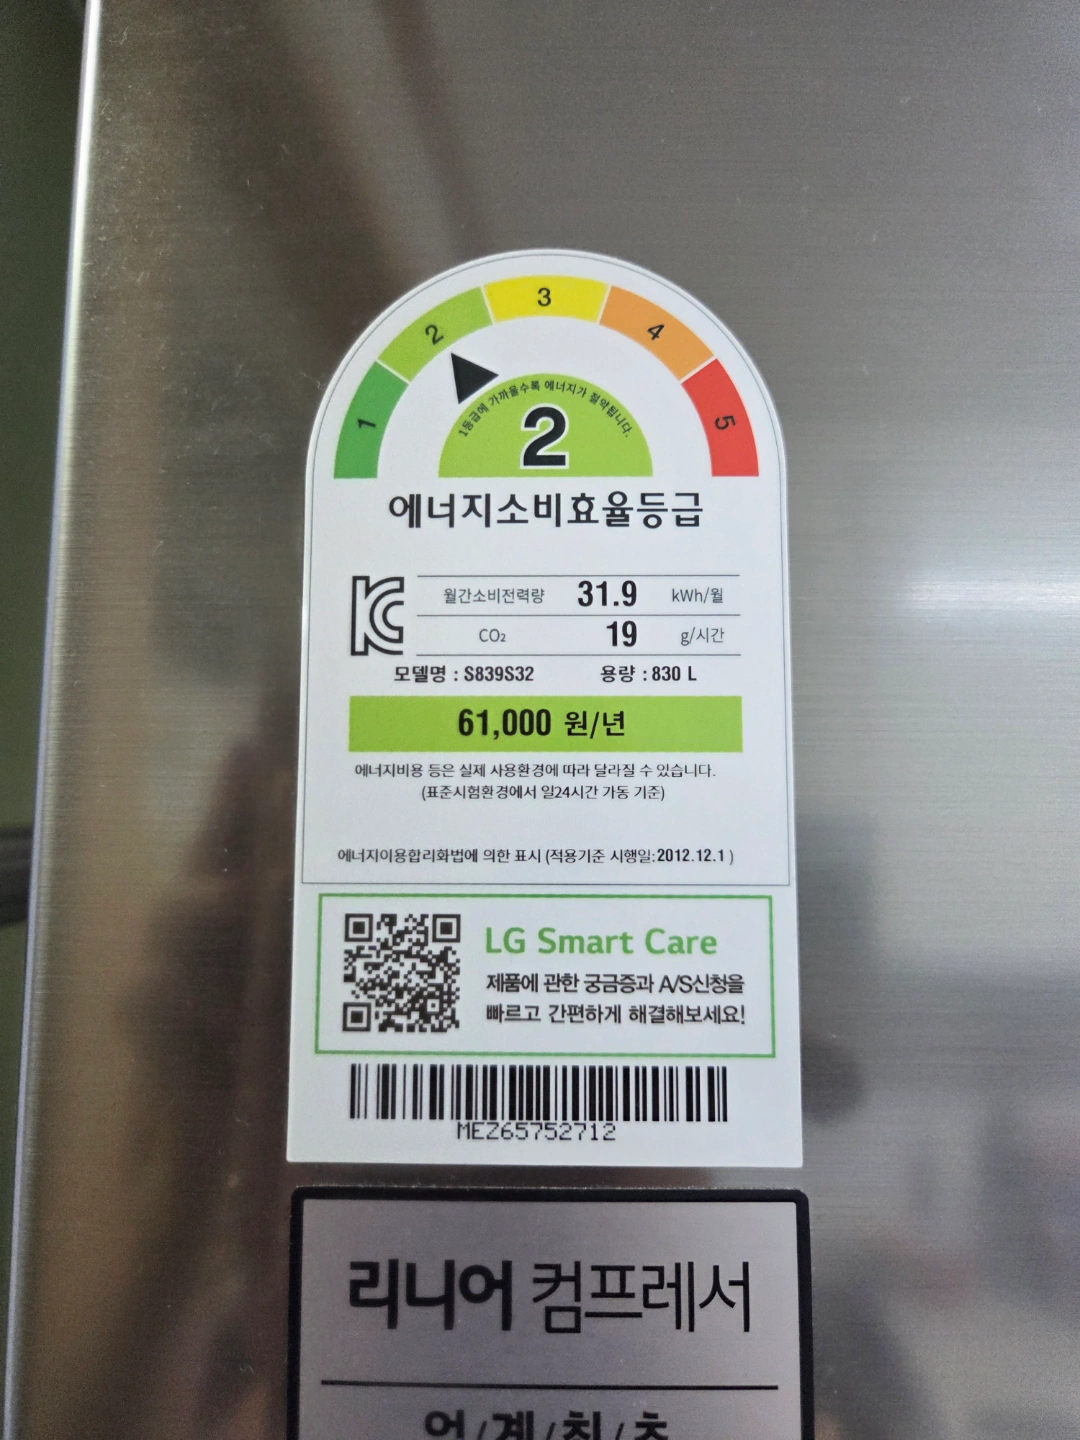 1
2
3
4
5
1등급에 가까울수록 에너지가 절약됩니다.
2
에너지소비효율등급
KC
월간소비전력량 31.9 kWh/월
CO₂ 19 g/시간
모델명 : S839S32 용량 : 830 L
61,000 원/년
에너지비용 등은 실제 사용환경에 따라 달라질 수 있습니다.
(표준시험환경에서 일24시간 가동 기준)
에너지이용합리화법에 의한 표시 (적용기준 시행일:2012.12.1 )
LG Smart Care
제품에 관한 궁금증과 A/S신청을
빠르고 간편하게 해결해보세요!
MEZ65752712
리니어 컴프레서
업/계/최/초